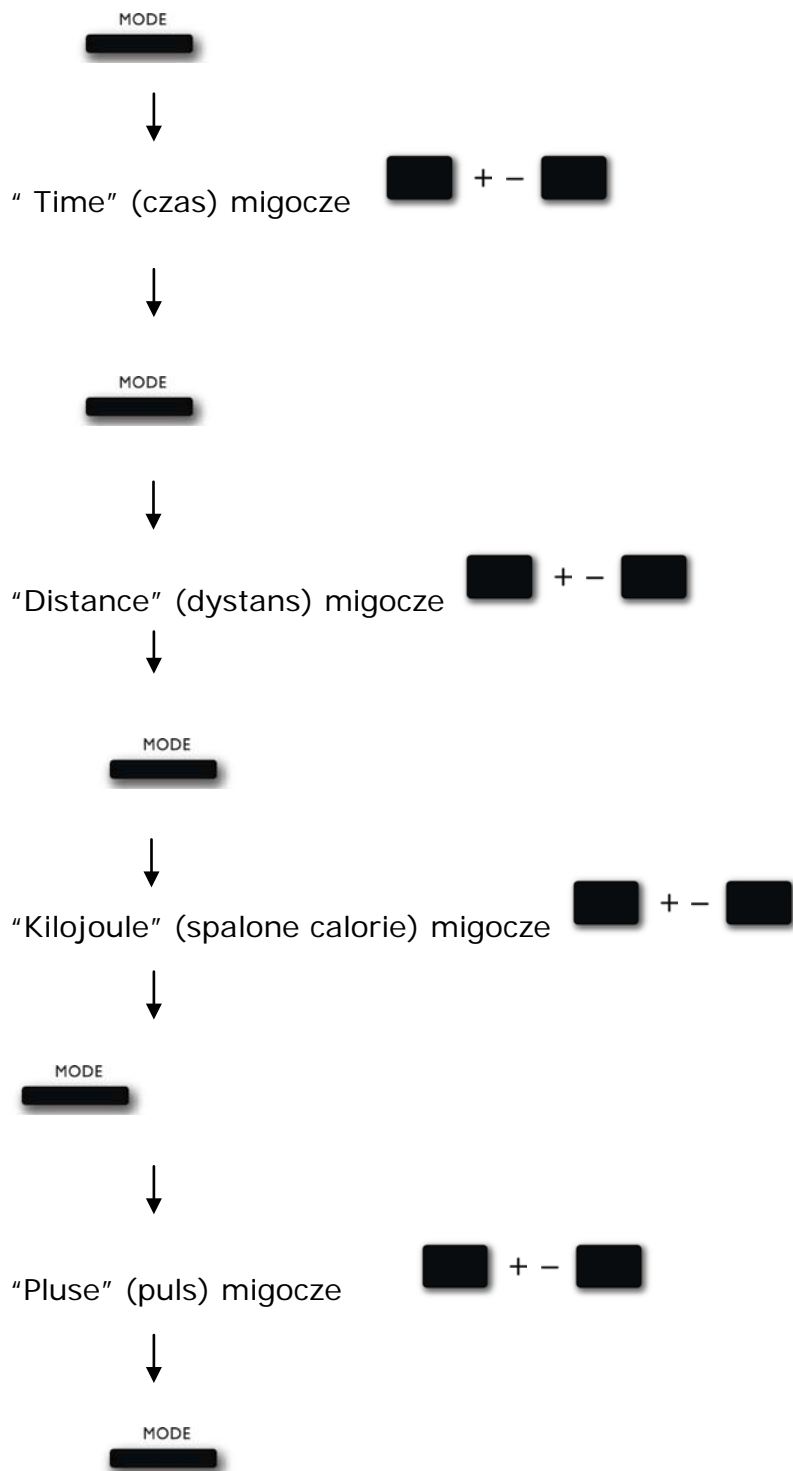 MODE
“ Time” (czas) migocze + −
MODE
“Distance” (dystans) migocze + −
MODE
“Kilojoule” (spalone calorie) migocze + −
MODE
“Pluse” (puls) migocze + −
MODE